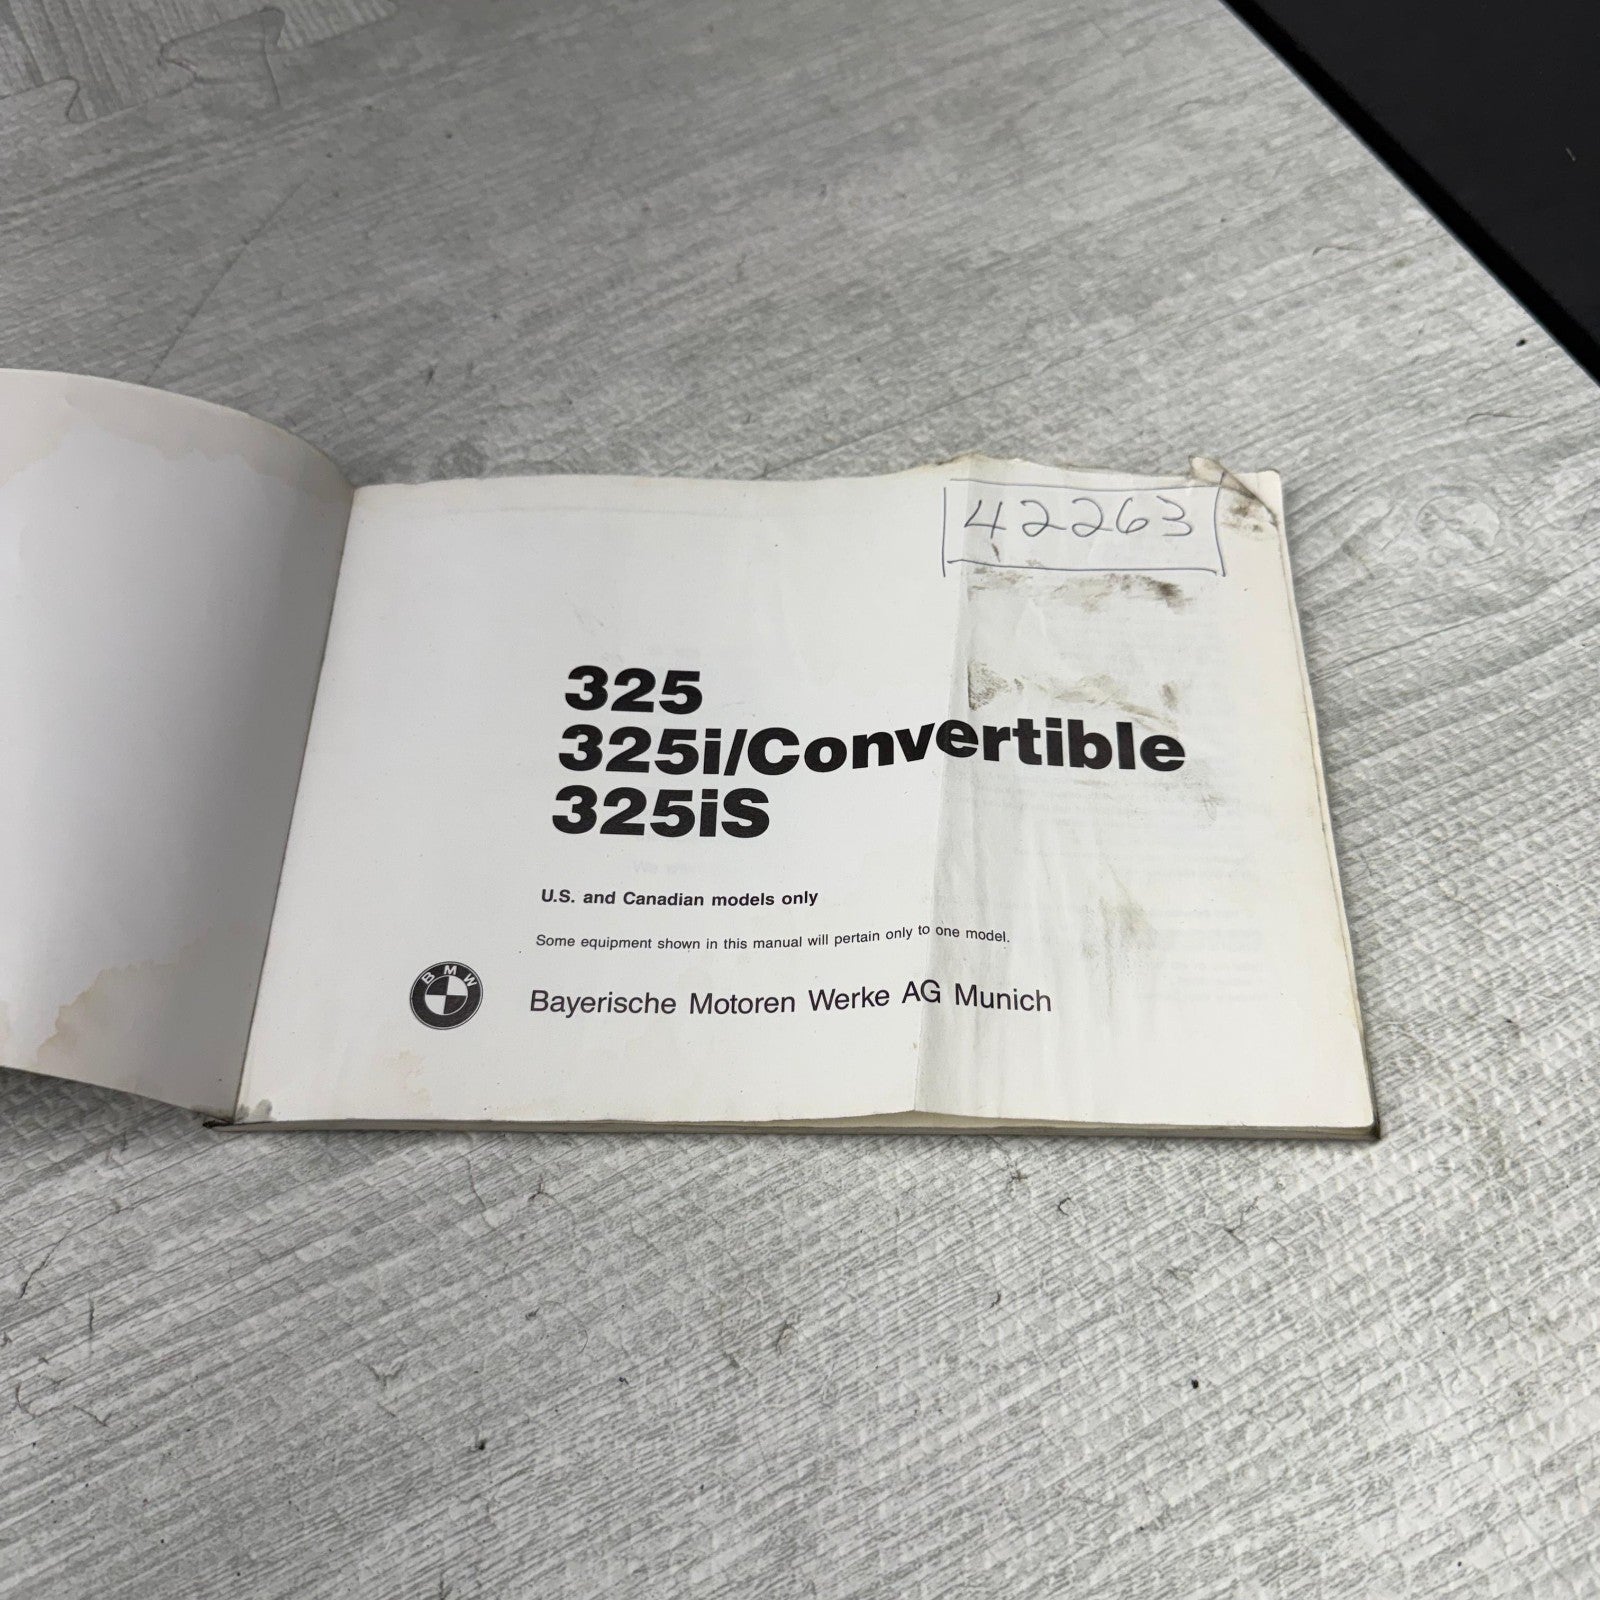 42263
325
325i/Convertible
325iS
U.S. and Canadian models only
Some equipment shown in this manual will pertain only to one model.
BMW
Bayerische Motoren Werke AG Munich